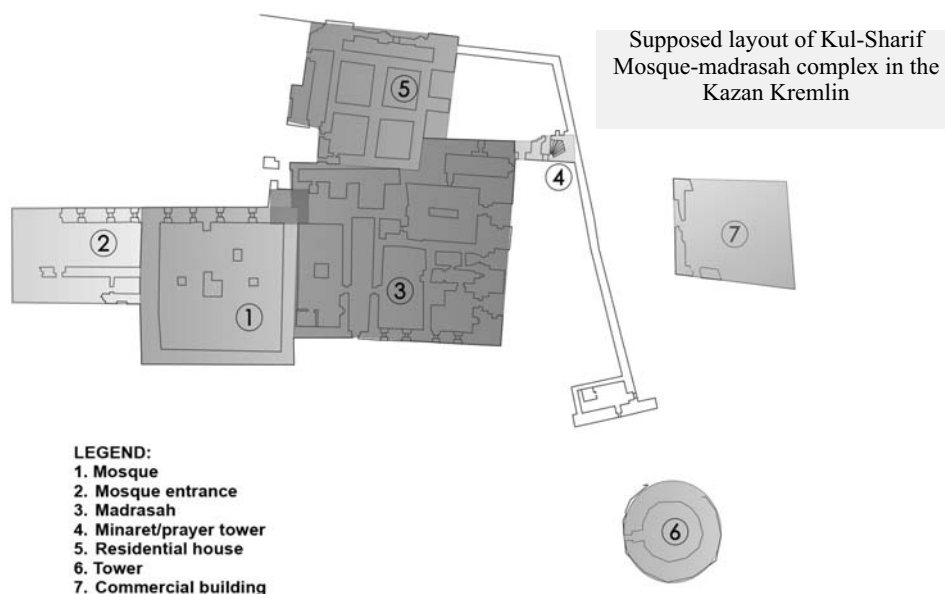 Supposed layout of Kul-Sharif
Mosque-madrasah complex in the
Kazan Kremlin
5
4
7
2
3
1
6
LEGEND:
1. Mosque
2. Mosque entrance
3. Madrasah
4. Minaret/prayer tower
5. Residential house
6. Tower
7. Commercial building